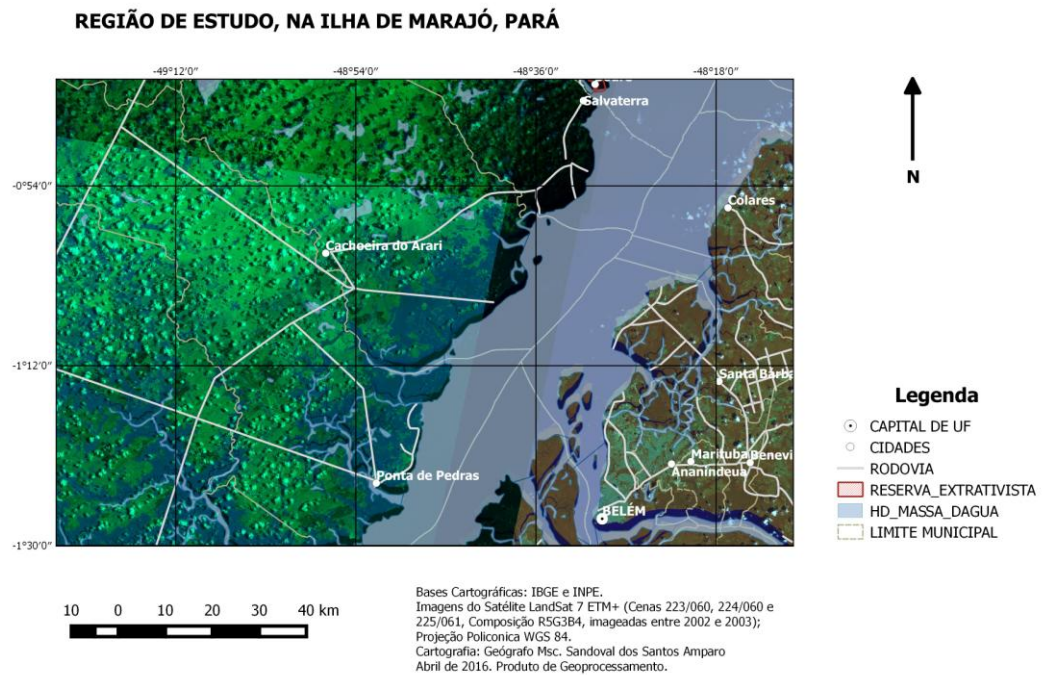 REGIÃO DE ESTUDO, NA ILHA DE MARAJÓ, PARÁ
-49°12'0"
-48°54'0"
-48°36'0"
-48°18'0"
Salvaterra
-0°54'0"
N
Colares
Cachoeira do Arari
-1°12'0"
Santa Bárb
Legenda
CAPITAL DE UF
CIDADES
Marituba
Benevi
Ananindeua
RODOVIA
Ponta de Pedras
RESERVA_EXTRATIVISTA
BELÉM
HD_MASSA_DAGUA
LIMITE MUNICIPAL
-1°30'0"
10 0 10 20 30 40 km
Bases Cartográficas: IBGE e INPE.
Imagens do Satélite LandSat 7 ETM+ (Cenas 223/060, 224/060 e
225/061, Composição R5G3B4, imageadas entre 2002 e 2003);
Projeção Policonica WGS 84.
Cartografia: Geógrafo Msc. Sandoval dos Santos Amparo
Abril de 2016. Produto de Geoprocessamento.